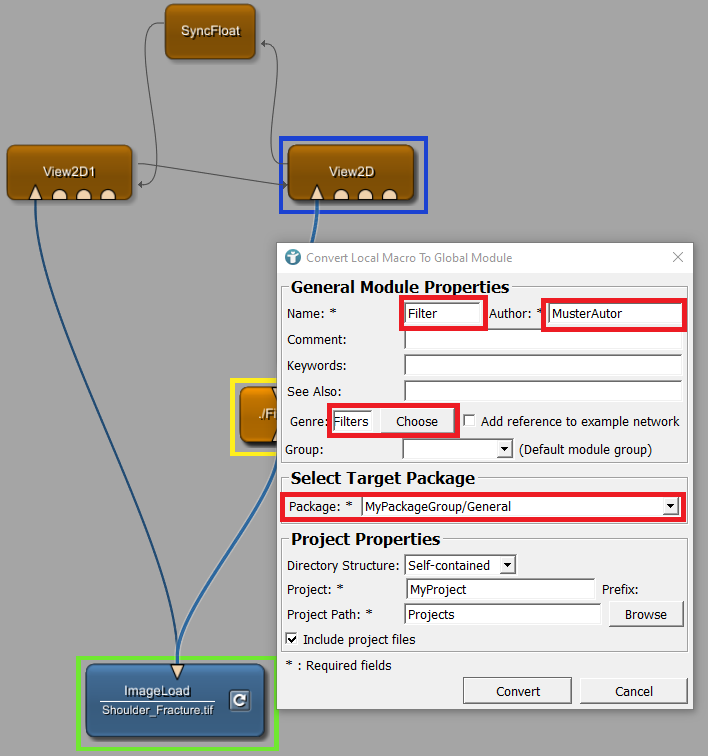 SyncFloat
View2D1
View2D
Convert Local Macro To Global Module
General Module Properties
Name: * Filter Author: * MusterAutor
Comment:
Keywords:
See Also:
Genre: Filters Choose Add reference to example network
Group: (Default module group)
Select Target Package
Package: * MyPackageGroup/General
Project Properties
Directory Structure: Self-contained
Project: * MyProject Prefix:
Project Path: * Projects Browse
Include project files
* : Required fields
Convert Cancel
./Fi
ImageLoad
Shoulder_Fracture.tif